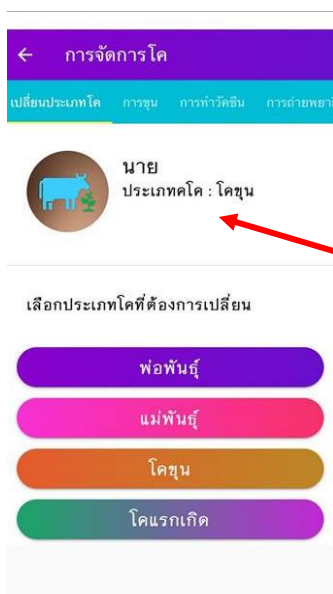 การจัดการโค
เปลี่ยนประเภทโค การขุน การทำวัคซีน การถ่ายพยาธิ
นาย
ประเภทคโค : โคขุน
เลือกประเภทโคที่ต้องการเปลี่ยน
พ่อพันธุ์
แม่พันธุ์
โคขุน
โคแรกเกิด